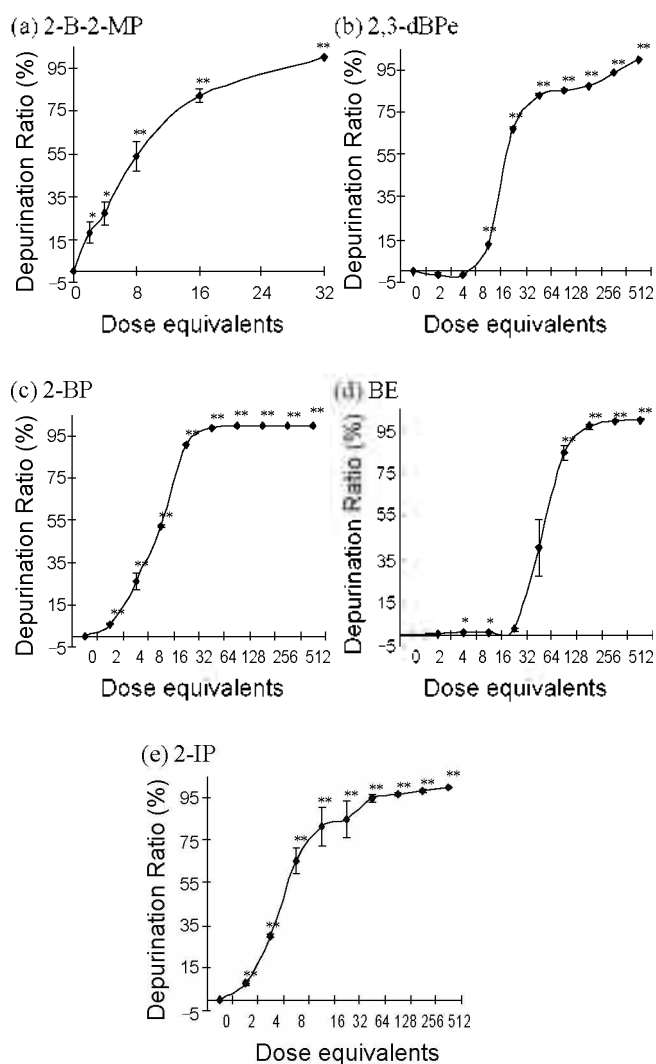 (a) 2-B-2-MP
Depurination Ratio (%)
95
75
55
35
15
−5
* * ** ** **
0 8 16 24 32
Dose equivalents
(b) 2,3-dBPe
Depurination Ratio (%)
95
75
55
35
15
−5
** ** ** ** ** ** **
0 2 4 8 16 32 64 128 256 512
Dose equivalents
(c) 2-BP
Depurination Ratio (%)
95
75
55
35
15
−5
** ** ** ** ** ** ** ** **
0 2 4 8 16 32 64 128 256 512
Dose equivalents
(d) BE
Depurination Ratio (%)
95
75
55
35
15
−5
* * ** ** ** **
0 2 4 8 16 32 64 128 256 512
Dose equivalents
(e) 2-IP
Depurination Ratio (%)
95
75
55
35
15
−5
** ** ** ** ** ** ** ** **
0 2 4 8 16 32 64 128 256 512
Dose equivalents